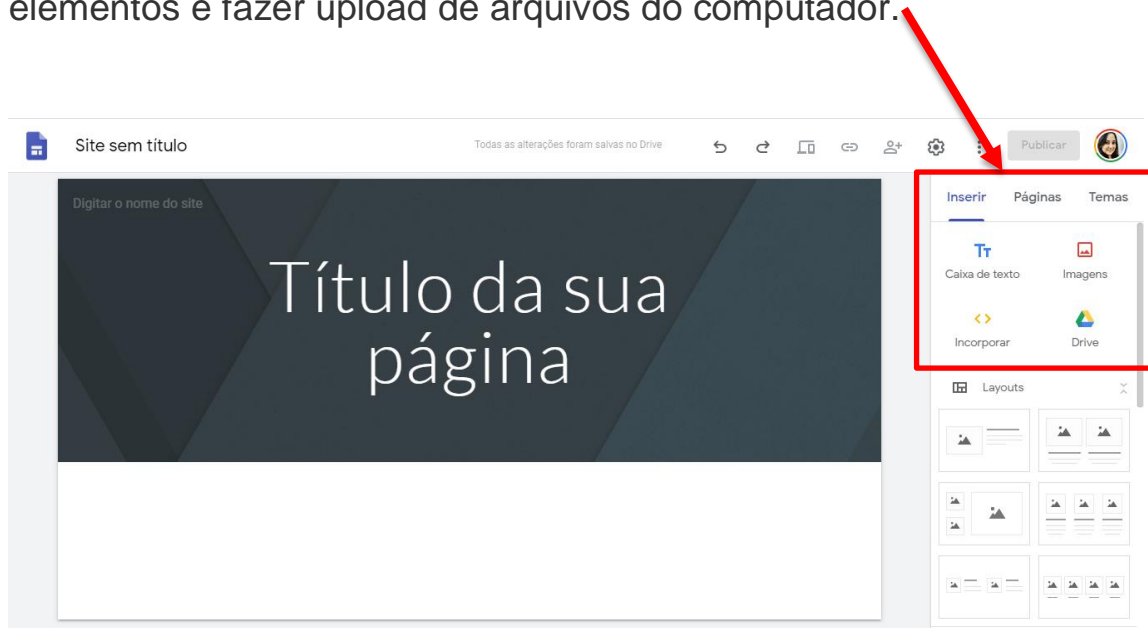 elementos e fazer upload de arquivos do computador.
Site sem título
Todas as alterações foram salvas no Drive
Publicar
Digitar o nome do site
Título da sua
página
Inserir Páginas Temas
Caixa de texto Imagens
Incorporar Drive
Layouts